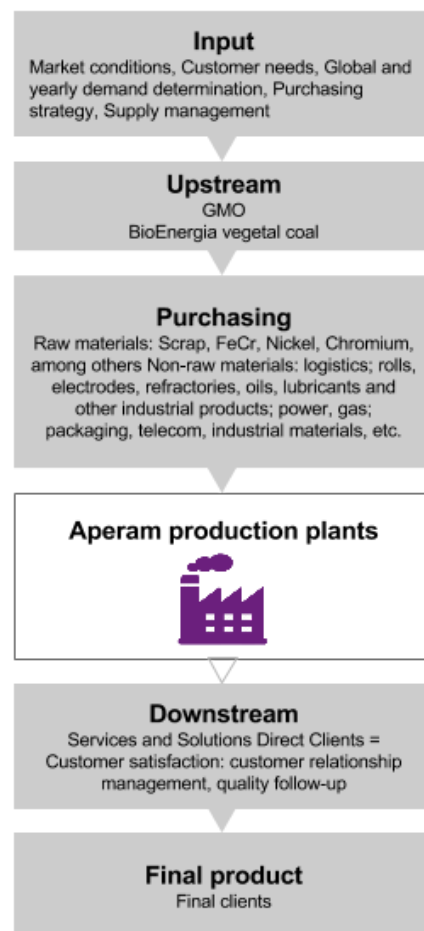 Input
Market conditions, Customer needs, Global and
yearly demand determination, Purchasing
strategy, Supply management
Upstream
GMO
BioEnergia vegetal coal
Purchasing
Raw materials: Scrap, FeCr, Nickel, Chromium,
among others Non-raw materials: logistics; rolls,
electrodes, refractories, oils, lubricants and
other industrial products; power, gas;
packaging, telecom, industrial materials, etc.
Aperam production plants
Downstream
Services and Solutions Direct Clients =
Customer satisfaction: customer relationship
management, quality follow-up
Final product
Final clients